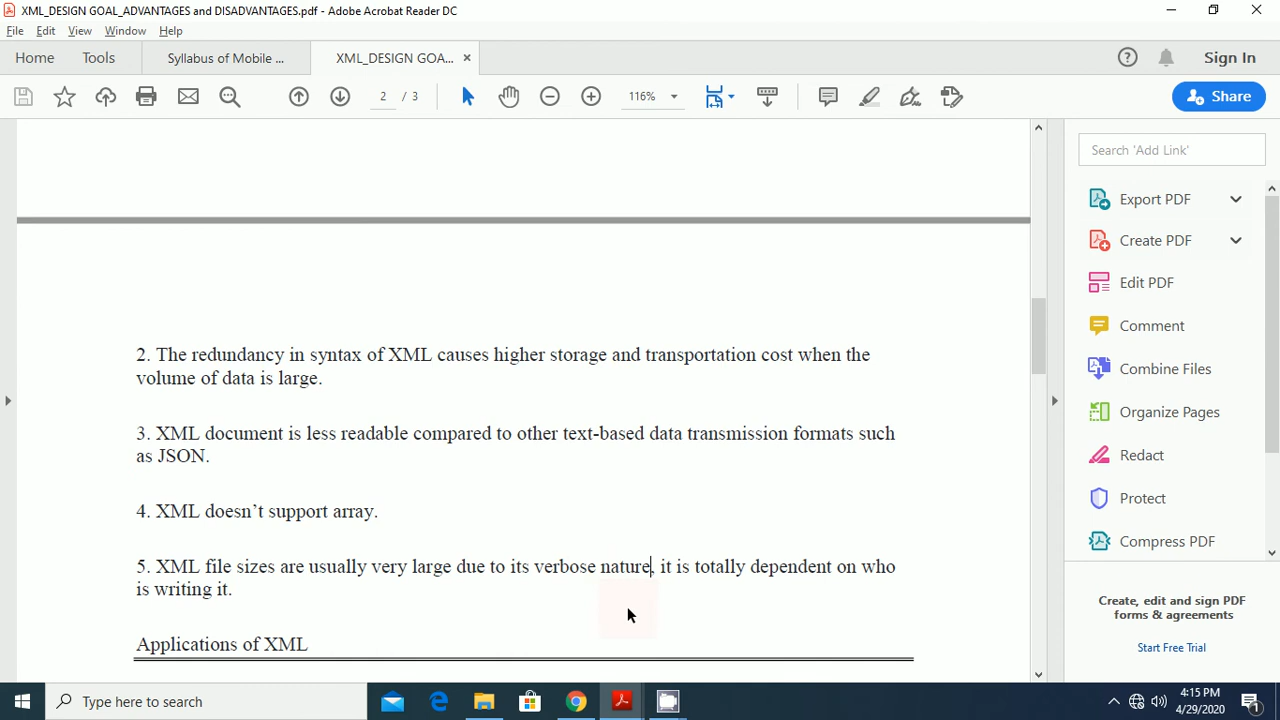 XML_DESIGN GOAL_ADVANTAGES and DISADVANTAGES.pdf - Adobe Acrobat Reader DC
File Edit View Window Help
Home Tools Syllabus of Mobile ... XML_DESIGN GOA... ×
Sign In
2 / 3 116% Share
Search 'Add Link'
Export PDF
Create PDF
Edit PDF
Comment
Combine Files
Organize Pages
Redact
Protect
Compress PDF
Create, edit and sign PDF
forms & agreements
Start Free Trial
2. The redundancy in syntax of XML causes higher storage and transportation cost when the
volume of data is large.
3. XML document is less readable compared to other text-based data transmission formats such
as JSON.
4. XML doesn’t support array.
5. XML file sizes are usually very large due to its verbose nature, it is totally dependent on who
is writing it.
Applications of XML
Type here to search
4:15 PM
4/29/2020
1